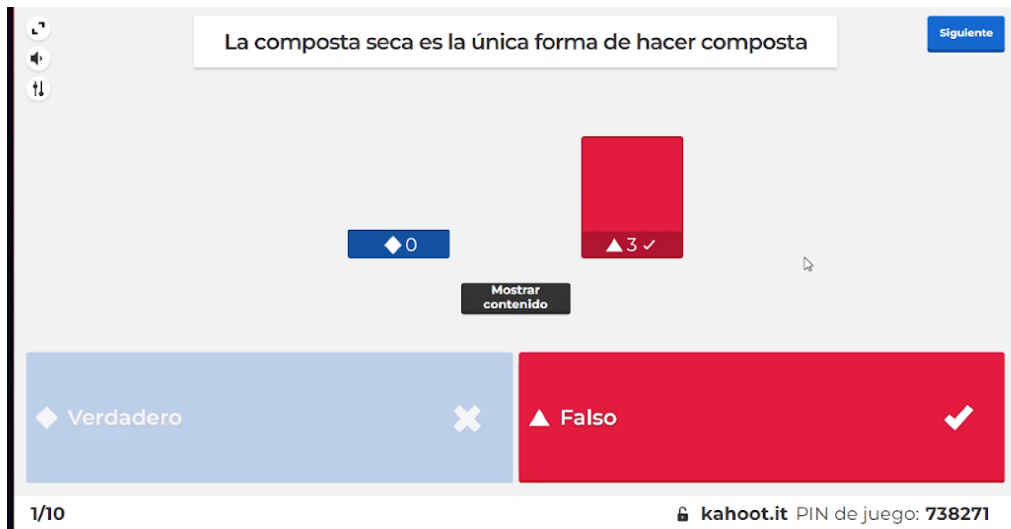 La composta seca es la única forma de hacer composta
Siguiente
0
3
Mostrar
contenido
Verdadero
Falso
1/10
kahoot.it PIN de juego: 738271